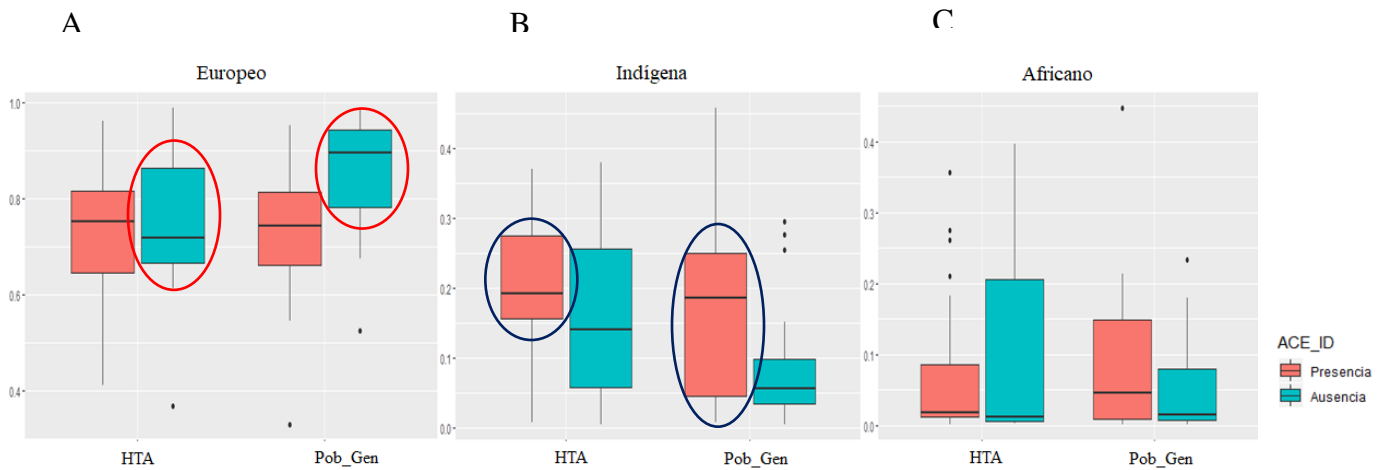 A
B
C
Europeo
Indígena
Africano
1.0
0.8
0.6
0.4
HTA
Pob_Gen
0.4
0.3
0.2
0.1
0.0
HTA
Pob_Gen
0.4
0.3
0.2
0.1
0.0
HTA
Pob_Gen
ACE_ID
Presencia
Ausencia